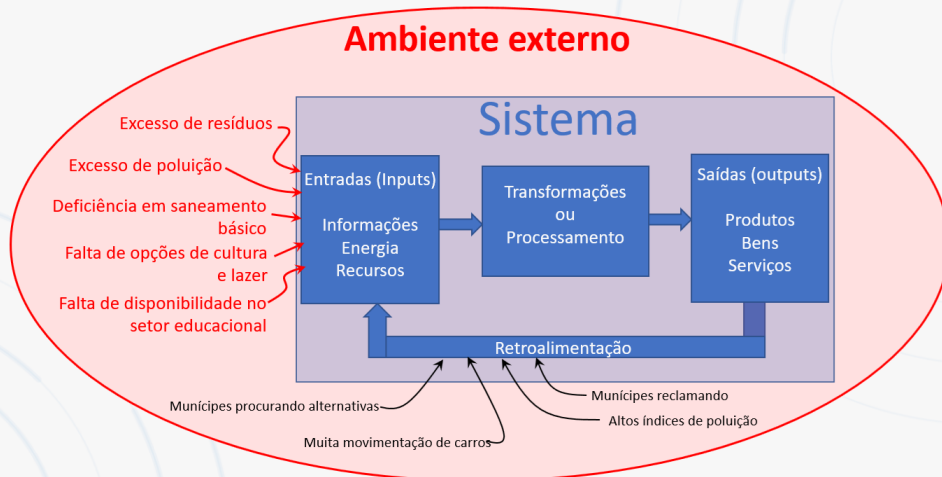 Ambiente externo
Sistema
Excesso de resíduos
Excesso de poluição
Deficiência em saneamento
básico
Falta de opções de cultura
e lazer
Falta de disponibilidade no
setor educacional
Entradas (Inputs)
Informações
Energia
Recursos
Transformações
ou
Processamento
Saídas (outputs)
Produtos
Bens
Serviços
Retroalimentação
Munícipes procurando alternativas
Muita movimentação de carros
Munícipes reclamando
Altos índices de poluição